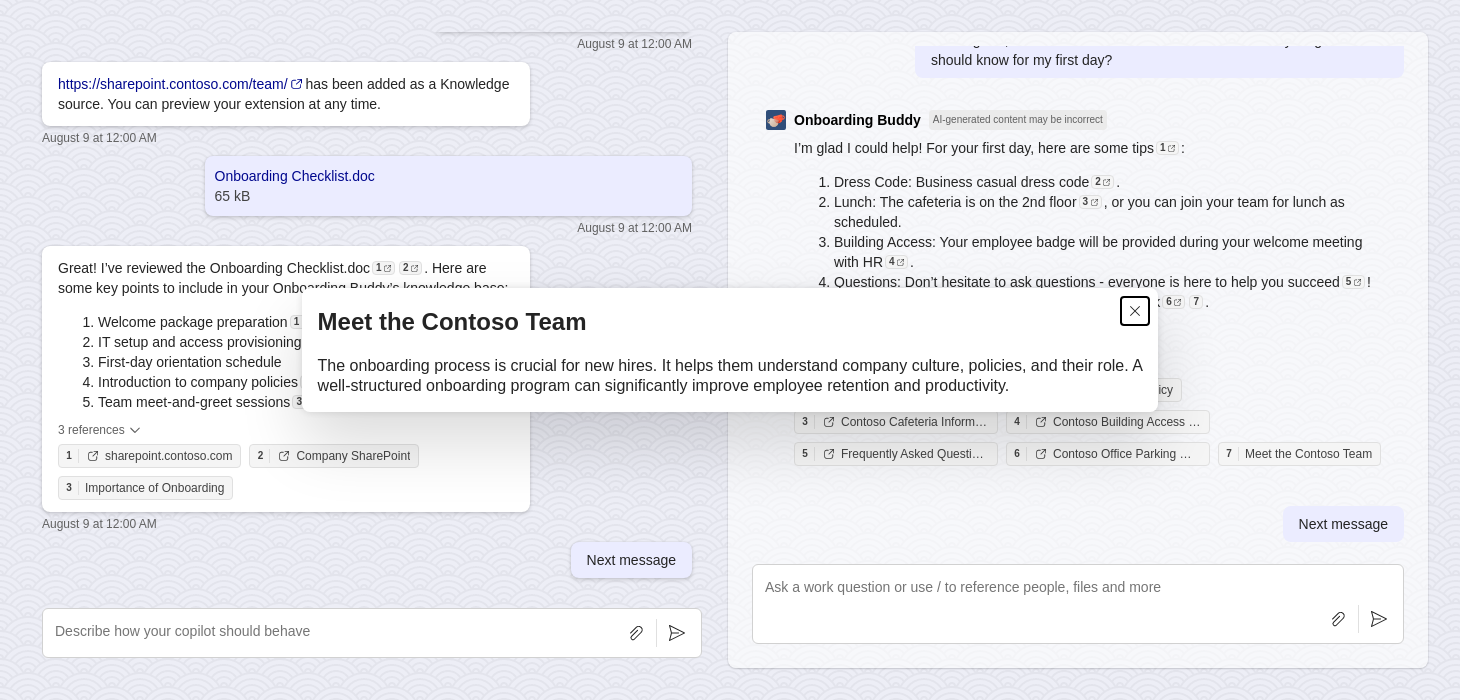 August 9 at 12:00 AM
https://sharepoint.contoso.com/team/ has been added as a Knowledge
source. You can preview your extension at any time.
August 9 at 12:00 AM
Onboarding Checklist.doc
65 kB
August 9 at 12:00 AM
Great! I’ve reviewed the Onboarding Checklist.doc 1 2 . Here are
some key points to include in your Onboarding Buddy’s knowledge base:
1. Welcome package preparation 1
2. IT setup and access provisioning
3. First-day orientation schedule
4. Introduction to company policies
5. Team meet-and-greet sessions 3
3 references
1 sharepoint.contoso.com
2 Company SharePoint
3 Importance of Onboarding
August 9 at 12:00 AM
Next message
Describe how your copilot should behave
Meet the Contoso Team
The onboarding process is crucial for new hires. It helps them understand company culture, policies, and their role. A
well-structured onboarding program can significantly improve employee retention and productivity.
should know for my first day?
Onboarding Buddy AI-generated content may be incorrect
I’m glad I could help! For your first day, here are some tips 1 :
1. Dress Code: Business casual dress code 2 .
2. Lunch: The cafeteria is on the 2nd floor 3 , or you can join your team for lunch as
scheduled.
3. Building Access: Your employee badge will be provided during your welcome meeting
with HR 4 .
4. Questions: Don’t hesitate to ask questions - everyone is here to help you succeed 5 !
6 7 .
3 Contoso Cafeteria Inform…
4 Contoso Building Access …
5 Frequently Asked Questi…
6 Contoso Office Parking …
7 Meet the Contoso Team
Next message
Ask a work question or use / to reference people, files and more